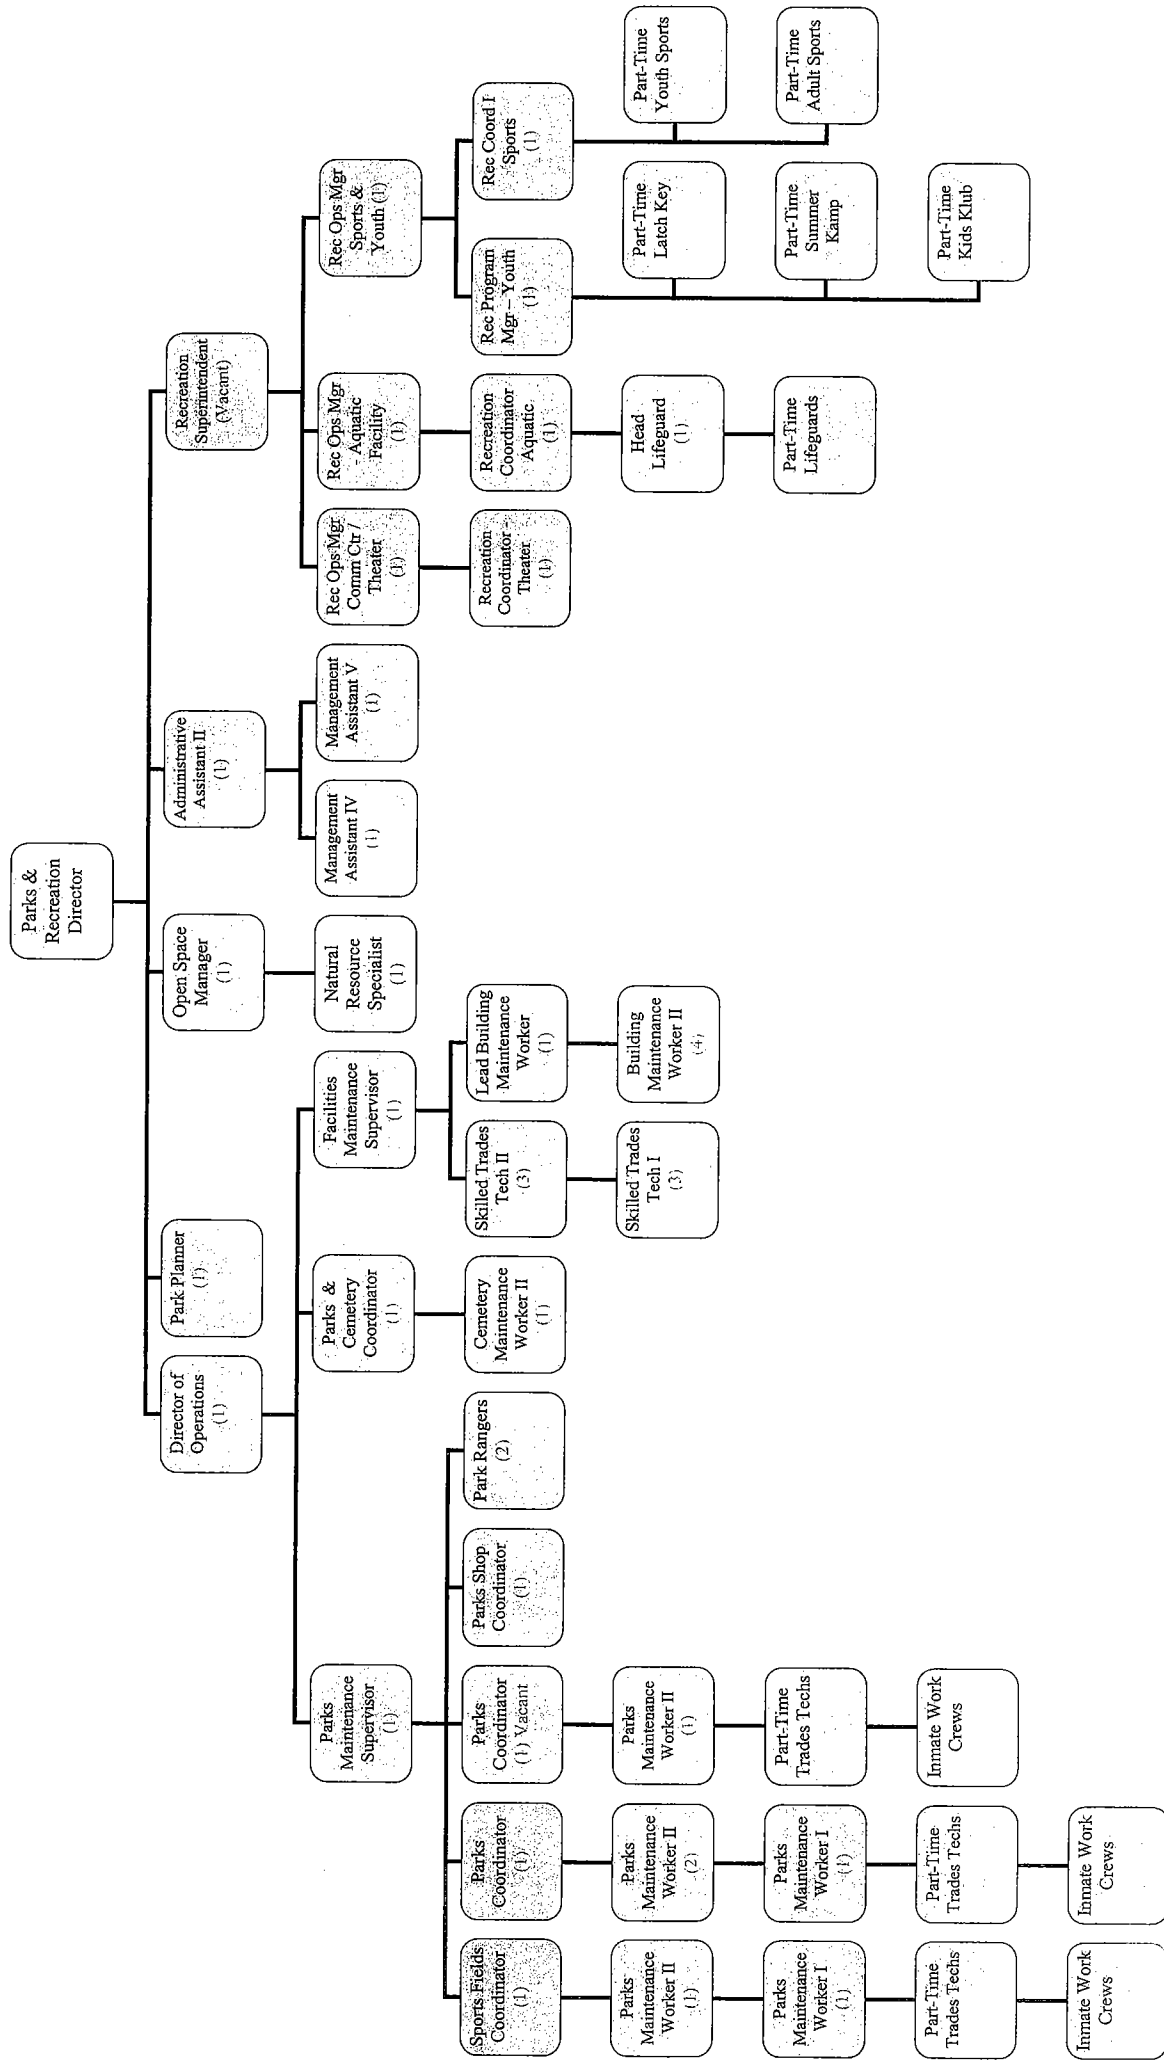 Parks &
Recreation
Director
Director of
Operations
(1)
Park Planner
(1)
Open Space
Manager
(1)
Administrative
Assistant II
(1)
Recreation
Superintendent
(Vacant)
Parks
Maintenance
Supervisor
(1)
Parks &
Cemetery
Coordinator
(1)
Facilities
Maintenance
Supervisor
(1)
Natural
Resource
Specialist
(1)
Management
Assistant IV
(1)
Management
Assistant V
(1)
Rec Ops Mgr
Comm Ctr /
Theater
(1)
Rec Ops Mgr
- Aquatic
Facility
(1)
Rec Ops Mgr
Sports &
Youth (1)
Sports Fields
Coordinator
(1)
Parks
Coordinator
(1)
Parks
Coordinator
(1) Vacant
Parks Shop
Coordinator
(1)
Park Rangers
(2)
Cemetery
Maintenance
Worker II
(1)
Skilled Trades
Tech II
(3)
Lead Building
Maintenance
Worker
(1)
Recreation
Coordinator -
Theater
(1)
Recreation
Coordinator
Aquatic
(1)
Rec Program
Mgr – Youth
(1)
Rec Coord I
Sports
(1)
Parks
Maintenance
Worker II
(1)
Parks
Maintenance
Worker II
(2)
Parks
Maintenance
Worker II
(1)
Skilled Trades
Tech I
(3)
Building
Maintenance
Worker II
(4)
Head
Lifeguard
(1)
Part-Time
Latch Key
Part-Time
Youth Sports
Parks
Maintenance
Worker I
(1)
Parks
Maintenance
Worker I
(1)
Part-Time
Trades Techs
Part-Time
Lifeguards
Part-Time
Summer
Kamp
Part-Time
Adult Sports
Part-Time
Trades Techs
Part-Time
Trades Techs
Inmate Work
Crews
Part-Time
Kids Klub
Inmate Work
Crews
Inmate Work
Crews